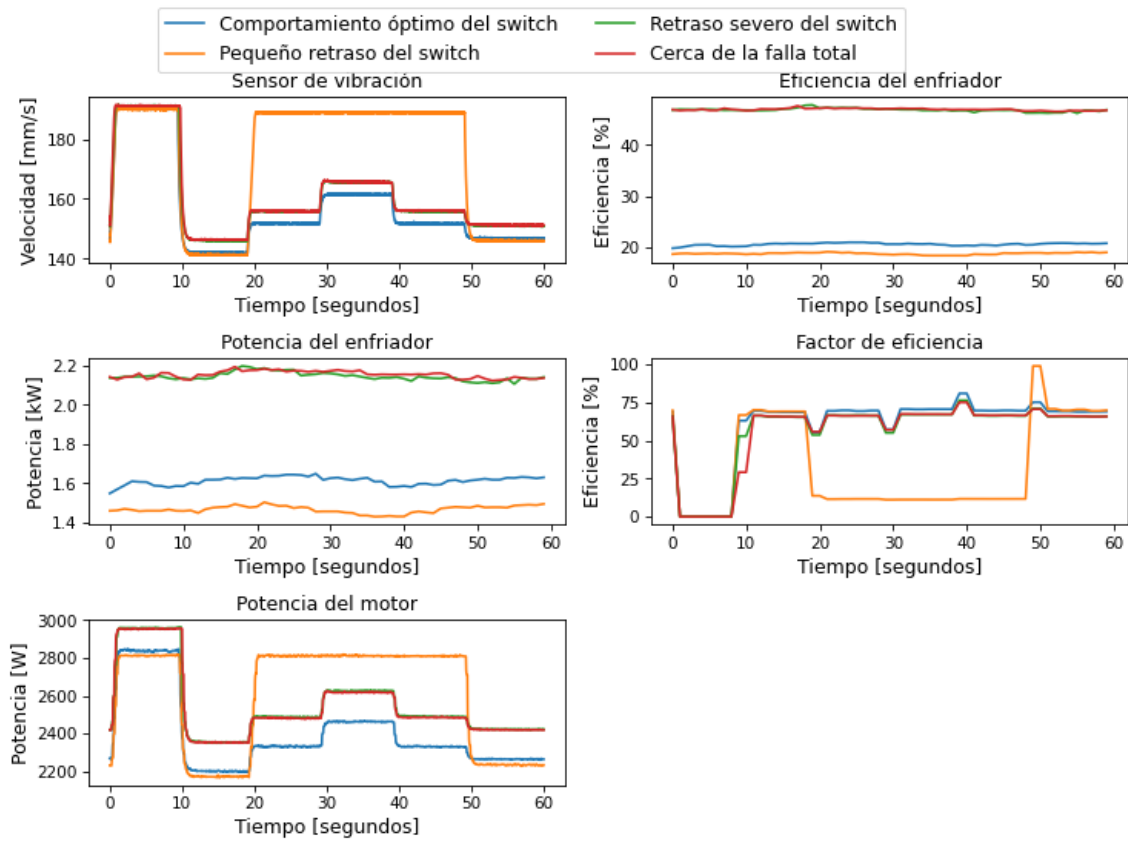 Comportamiento óptimo del switch
Retraso severo del switch
Pequeño retraso del switch
Cerca de la falla total
Sensor de vibración
Velocidad [mm/s]
180
160
140
0 10 20 30 40 50 60
Tiempo [segundos]
Eficiencia del enfriador
Eficiencia [%]
40
30
20
0 10 20 30 40 50 60
Tiempo [segundos]
Potencia del enfriador
Potencia [kW]
2.2
2.0
1.8
1.6
1.4
0 10 20 30 40 50 60
Tiempo [segundos]
Factor de eficiencia
Eficiencia [%]
100
75
50
25
0
0 10 20 30 40 50 60
Tiempo [segundos]
Potencia del motor
Potencia [W]
3000
2800
2600
2400
2200
0 10 20 30 40 50 60
Tiempo [segundos]